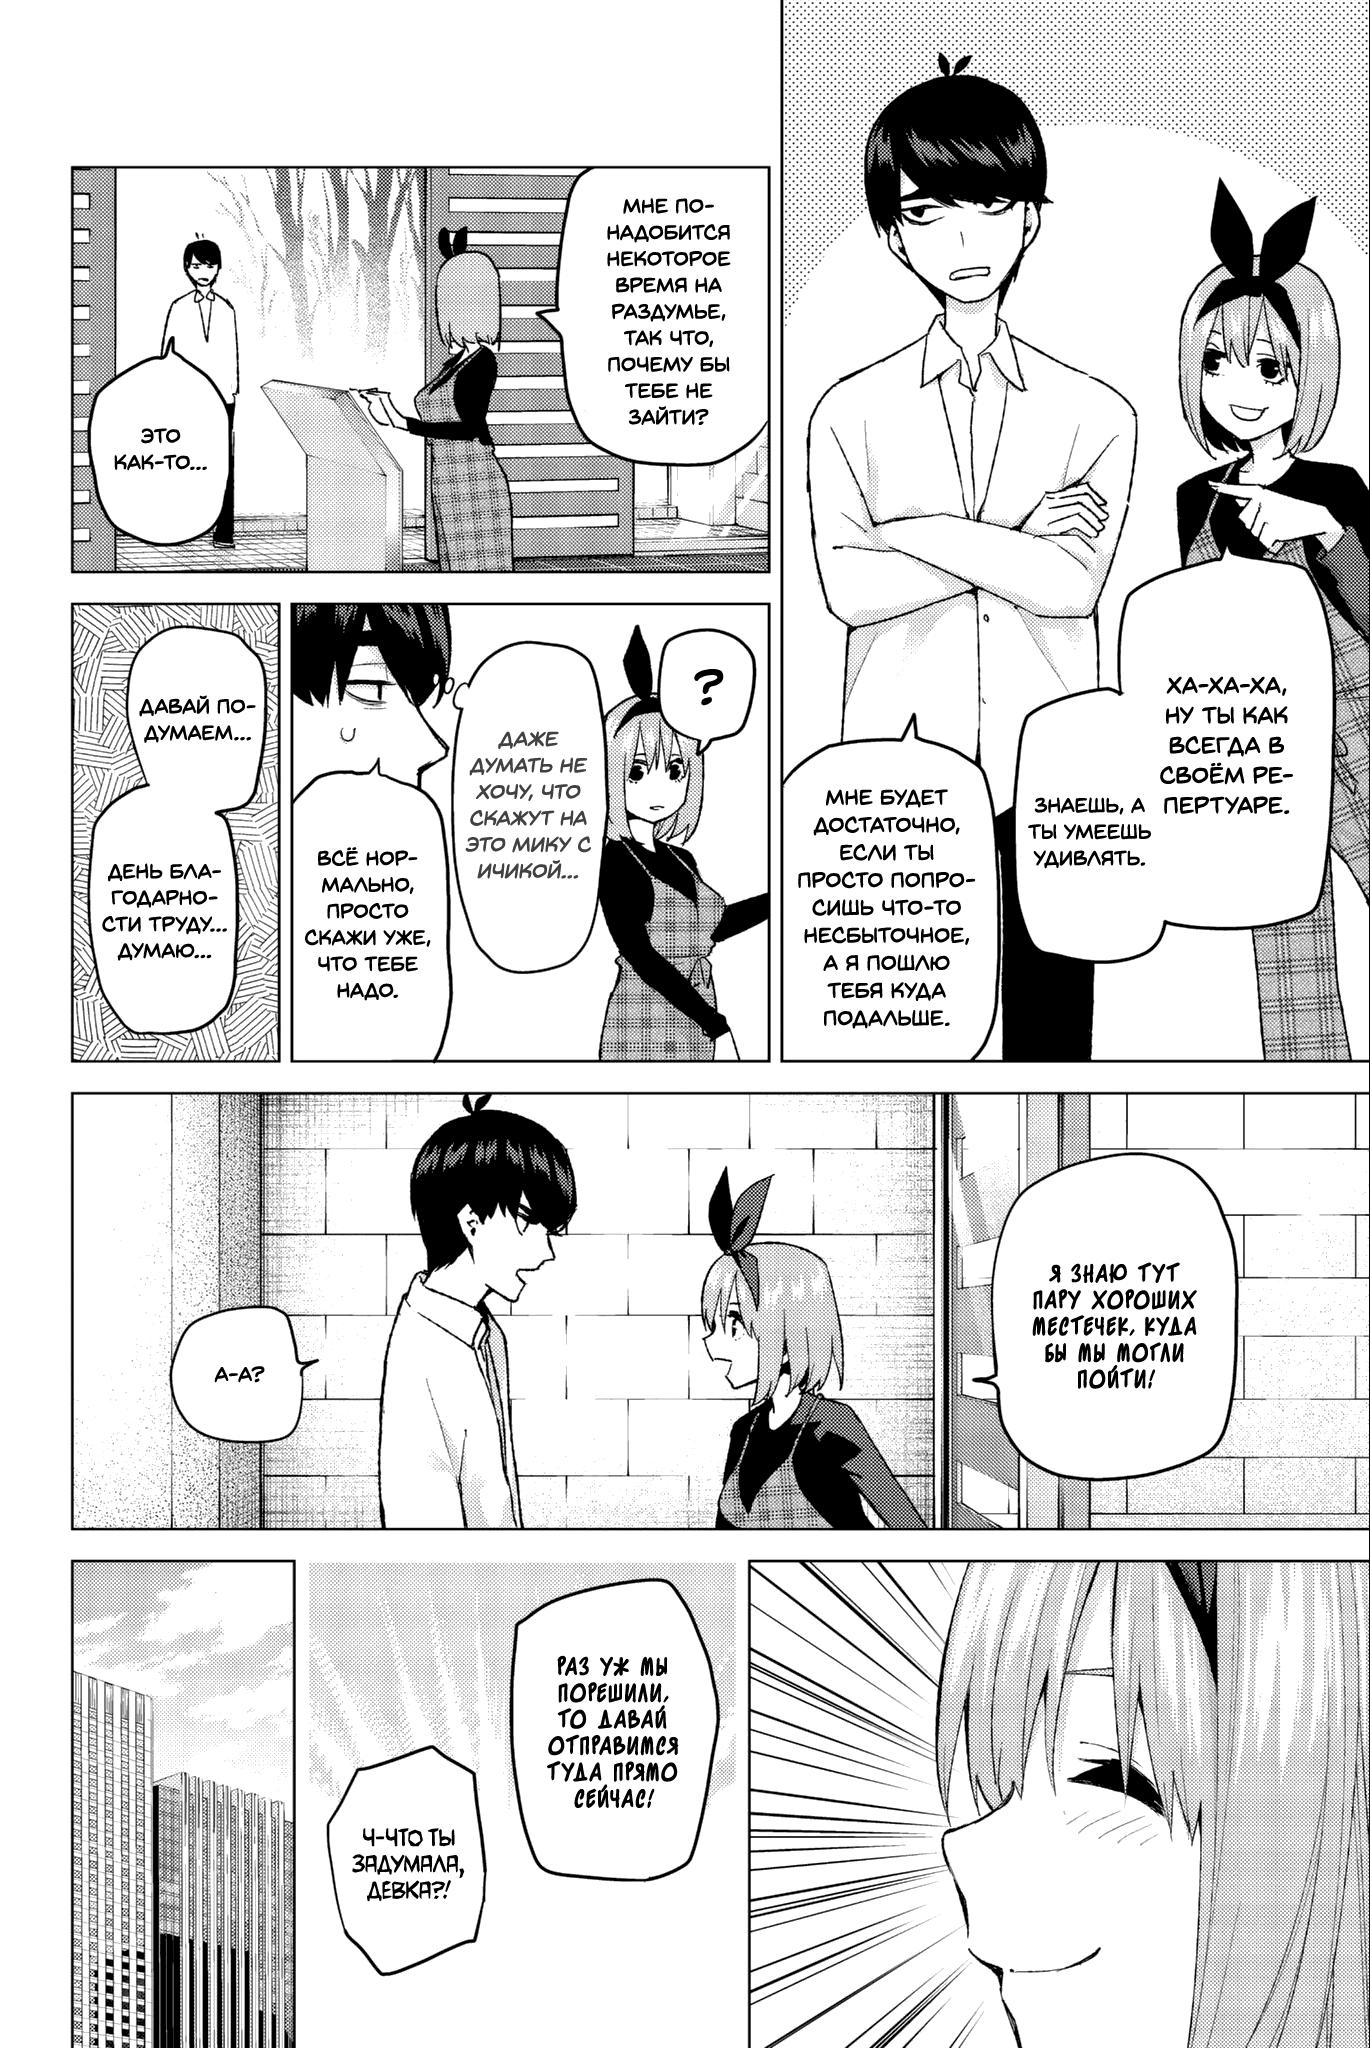 ХА-ХА-ХА,
НУ ТЫ КАК
ВСЕГДА В
СВОЁМ РЕ-
ПЕРТУАРЕ.
ЗНАЕШЬ, А
ТЫ УМЕЕШЬ
УДИВЛЯТЬ.
МНЕ БУДЕТ
ДОСТАТОЧНО,
ЕСЛИ ТЫ
ПРОСТО ПОПРО-
СИШЬ ЧТО-ТО
НЕСБЫТОЧНОЕ,
А Я ПОШЛЮ
ТЕБЯ КУДА
ПОДАЛЬШЕ.
МНЕ ПО-
НАДОБИТСЯ
НЕКОТОРОЕ
ВРЕМЯ НА
РАЗДУМЬЕ,
ТАК ЧТО,
ПОЧЕМУ БЫ
ТЕБЕ НЕ
ЗАЙТИ?
ЭТО
КАК-ТО...
?
ДАЖЕ
ДУМАТЬ НЕ
ХОЧУ, ЧТО
СКАЖУТ НА
ЭТО МИКУ С
ИЧИКОЙ...
ВСЁ НОР-
МАЛЬНО,
ПРОСТО
СКАЖИ УЖЕ,
ЧТО ТЕБЕ
НАДО.
ДАВАЙ ПО-
ДУМАЕМ...
ДЕНЬ БЛА-
ГОДАРНО-
СТИ ТРУДУ...
ДУМАЮ...
Я ЗНАЮ ТУТ
ПАРУ ХОРОШИХ
МЕСТЕЧЕК, КУДА
БЫ МЫ МОГЛИ
ПОЙТИ!
А-А?
РАЗ УЖ МЫ
ПОРЕШИЛИ,
ТО ДАВАЙ
ОТПРАВИМСЯ
ТУДА ПРЯМО
СЕЙЧАС!
Ч-ЧТО ТЫ
ЗАДУМАЛА,
ДЕВКА?!